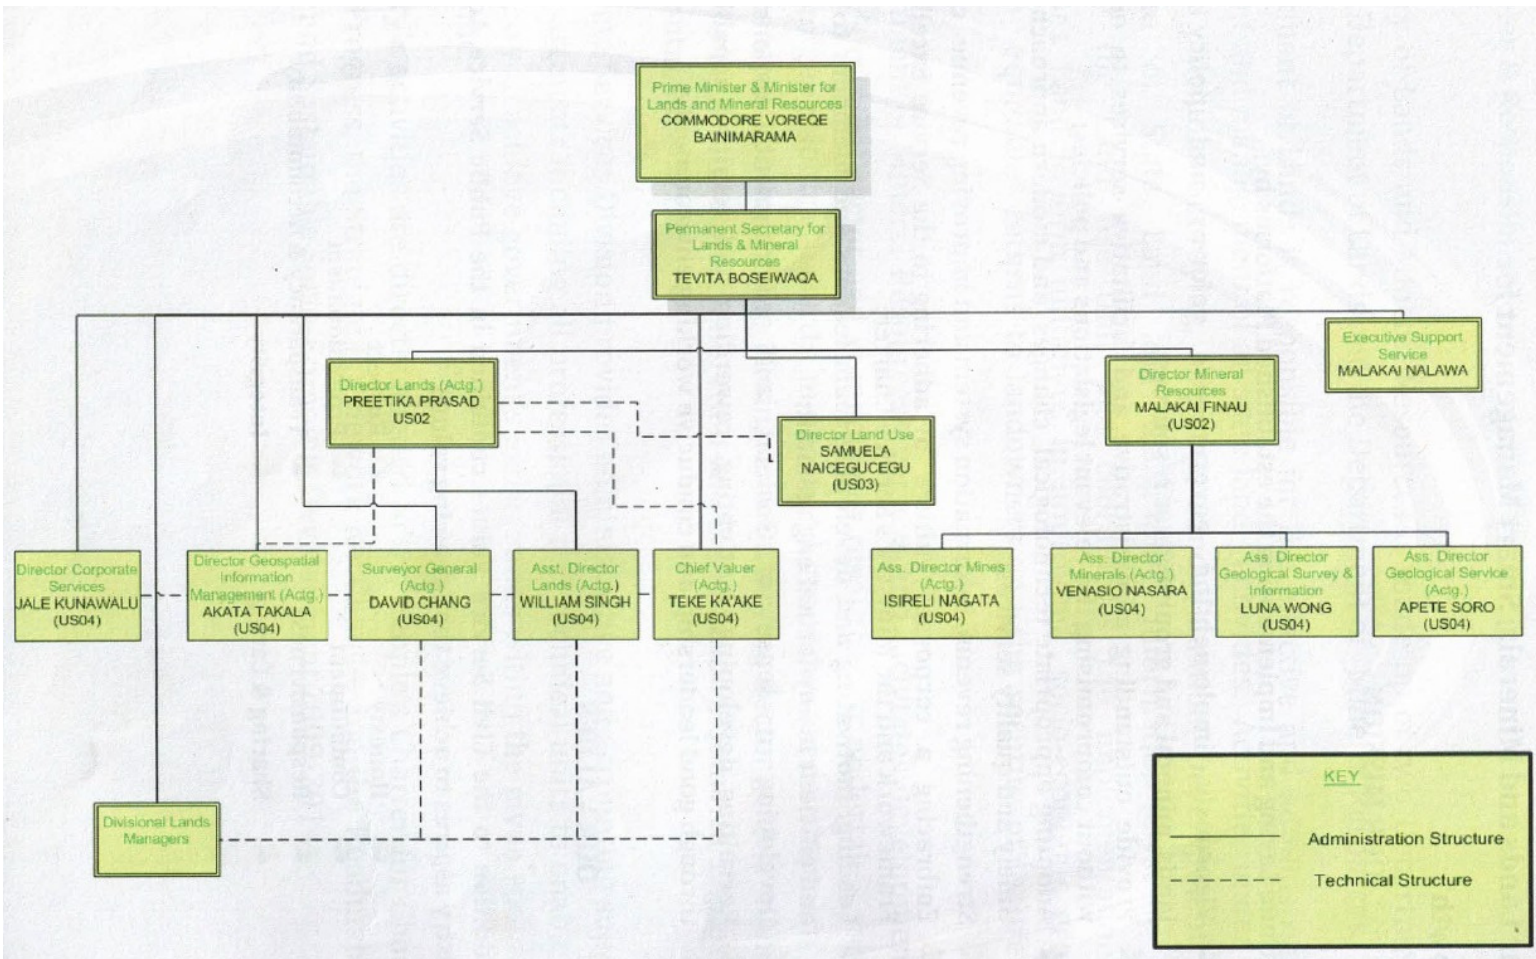 Prime Minister & Minister for
Lands and Mineral Resources
COMMODORE VOREQE
BAINIMARAMA
Permanent Secretary for
Lands & Mineral
Resources
TEVITA BOSEIWAQA
Executive Support
Service
MALAKAI NALAWA
Director Lands (Actg.)
PREETIKA PRASAD
US02
Director Land Use
SAMUELA
NAICEGUCEGU
(US03)
Director Mineral
Resources
MALAKAI FINAU
(US02)
Director Corporate
Services
JALE KUNAWALU
(US04)
Director Geospatial
Information
Management (Actg.)
AKATA TAKALA
(US04)
Surveyor General
(Actg.)
DAVID CHANG
(US04)
Asst. Director
Lands (Actg.)
WILLIAM SINGH
(US04)
Chief Valuer
(Actg.)
TEKE KA'AKE
(US04)
Ass. Director Mines
(Actg.)
ISIRELI NAGATA
(US04)
Ass. Director
Minerals (Actg.)
VENASIO NASARA
(US04)
Ass. Director
Geological Survey &
Information
LUNA WONG
(US04)
Ass. Director
Geological Service
(Actg.)
APETE SORO
(US04)
Divisional Lands
Managers
KEY
Administration Structure
Technical Structure